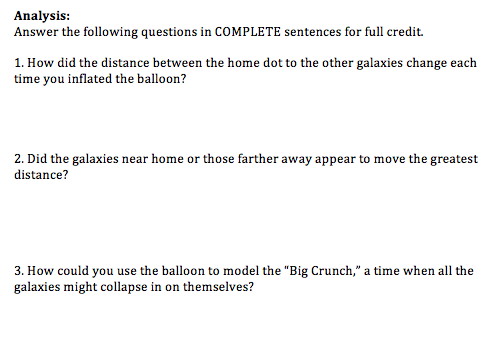 Analysis:
Answer the following questions in COMPLETE sentences for full credit.
1. How did the distance between the home dot to the other galaxies change each
time you inflated the balloon?
2. Did the galaxies near home or those farther away appear to move the greatest
distance?
3. How could you use the balloon to model the “Big Crunch,” a time when all the
galaxies might collapse in on themselves?